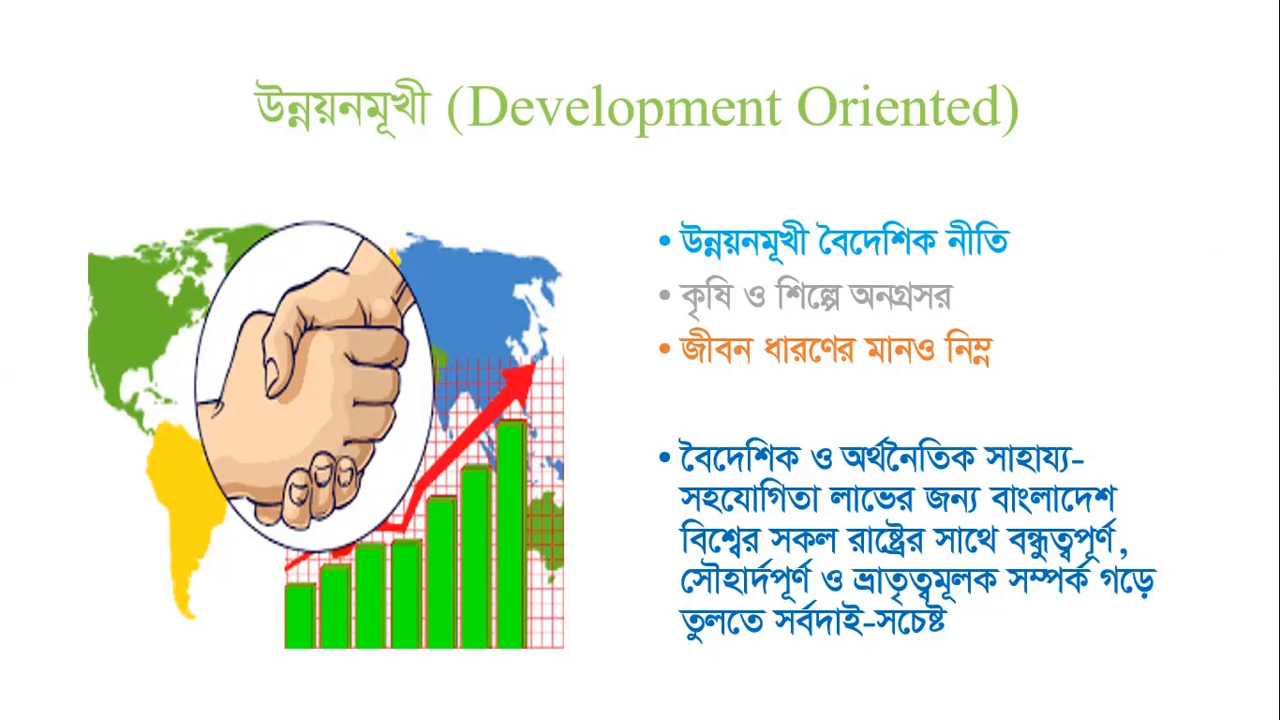 উন্নয়নমূখী (Development Oriented)
• উন্নয়নমূখী বৈদেশিক নীতি
• কৃষি ও শিল্পে অনগ্রসর
• জীবন ধারণের মানও নিম্ন
• বৈদেশিক ও অর্থনৈতিক সাহায্য-
সহযোগিতা লাভের জন্য বাংলাদেশ
বিশ্বের সকল রাষ্ট্রের সাথে বন্ধুত্বপূর্ণ,
সৌহার্দপূর্ণ ও ভ্রাতৃত্বমূলক সম্পর্ক গড়ে
তুলতে সর্বদাই-সচেষ্ট